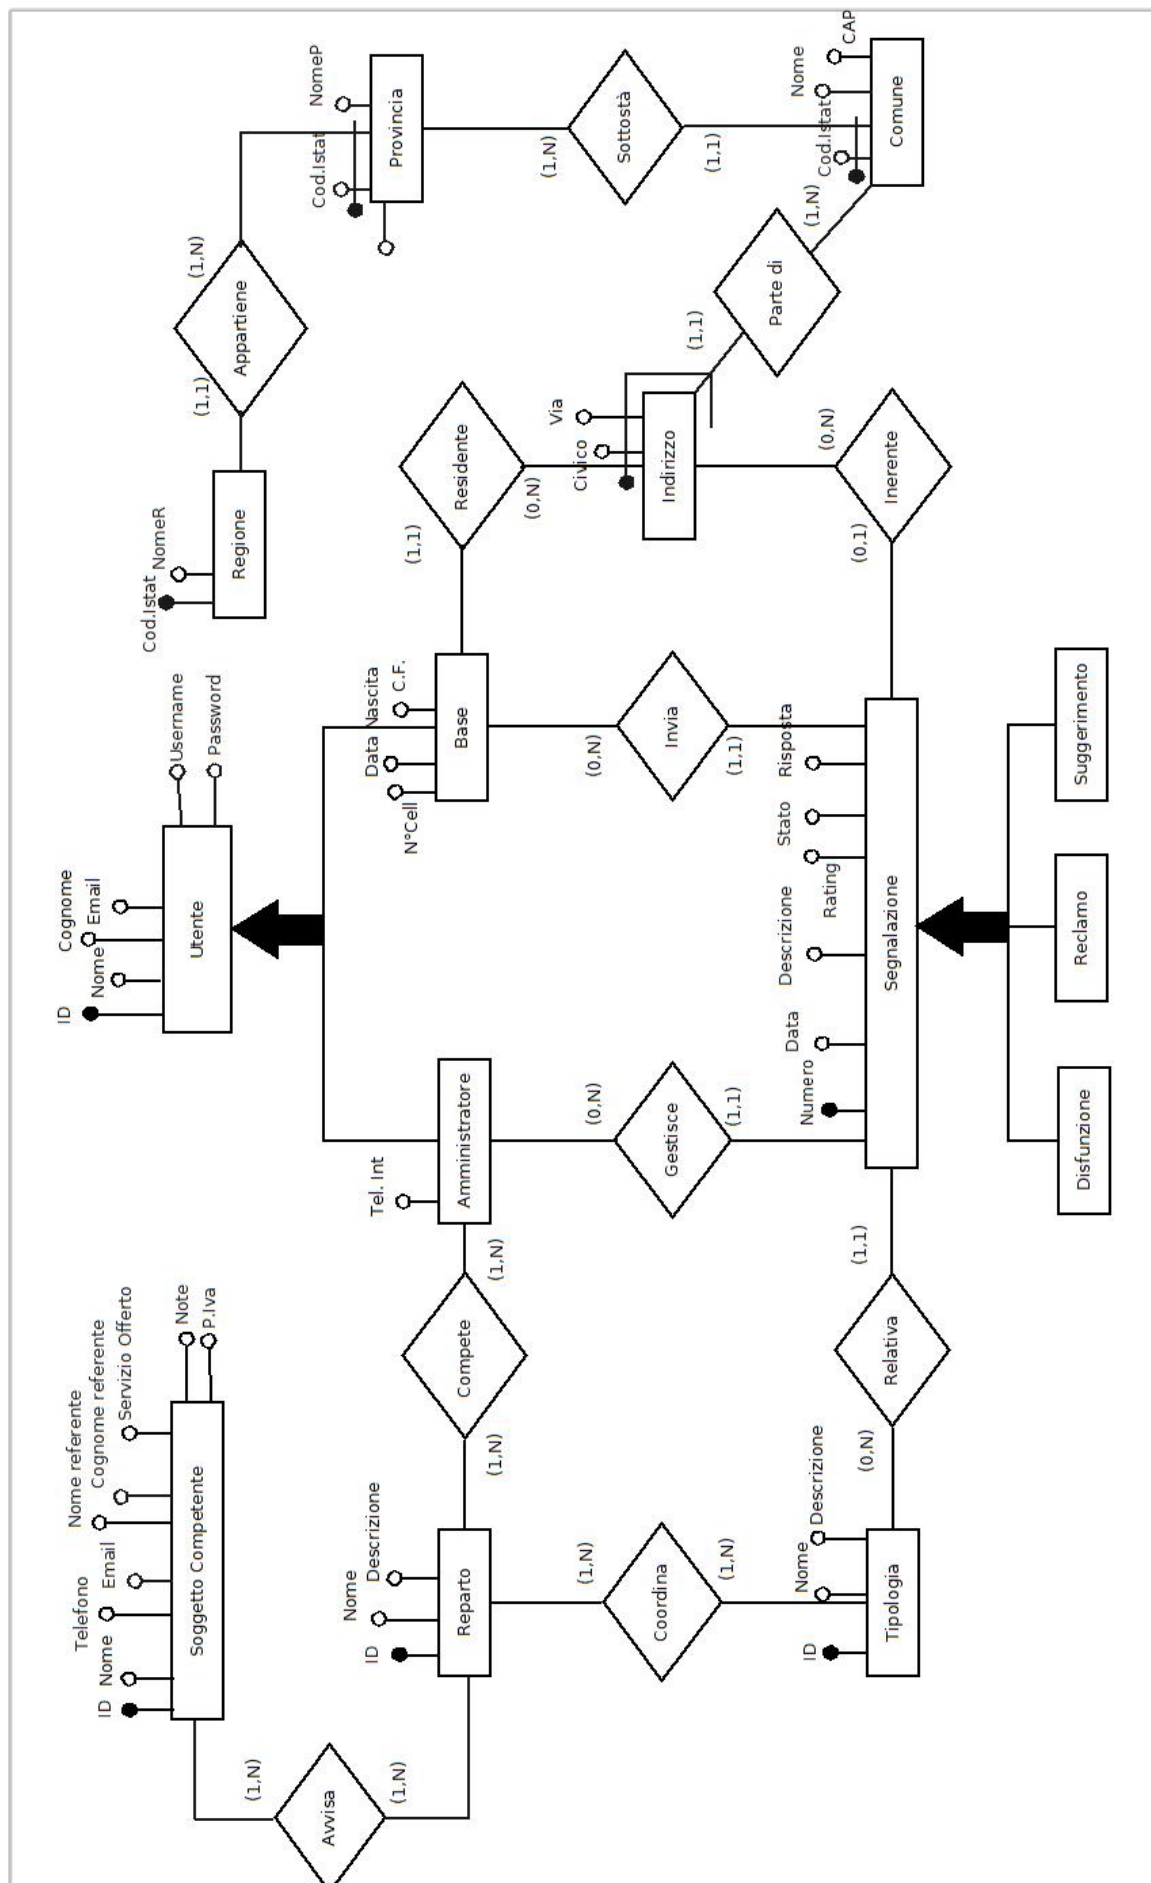 Soggetto Competente
ID
Nome
Telefono
Email
Nome referente
Cognome referente
Servizio Offerto
Note
P.Iva
Utente
ID
Nome
Cognome
Email
Username
Password
Regione
Cod.Istat
NomeR
(1,1)
Appartiene
(1,N)
Provincia
Cod.Istat
NomeP
(1,N)
Sottostà
(1,1)
Comune
Cod.Istat
Nome
CAP
(1,N)
Parte di
(1,1)
Indirizzo
Civico
Via
(0,N)
Residente
(1,1)
Base
N°Cell
Data Nascita
C.F.
(0,N)
Invia
(1,1)
(0,N)
Inerente
(0,1)
Avvisa
(1,N)
(1,N)
Reparto
ID
Nome
Descrizione
(1,N)
Compete
(1,N)
Amministratore
Tel. Int
(0,N)
Gestisce
(1,1)
(1,N)
Coordina
(1,N)
Tipologia
ID
Nome
Descrizione
(0,N)
Relativa
(1,1)
Segnalazione
Numero
Data
Descrizione
Rating
Stato
Risposta
Disfunzione
Reclamo
Suggerimento